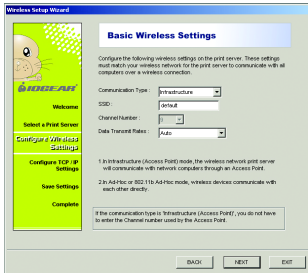 Wireless Setup Wizard
IOGEAR
Welcome
Select a Print Server
Configure Wireless
Settings
Configure TCP / IP
Settings
Save Settings
Complete
Basic Wireless Settings
Configure the following wireless settings on the print server. These settings
must match your wireless network for the print server to communicate with all
computers over a wireless connection.
Communication Type : Infrastructure
SSID : default
Channel Number : 6
Data Transmit Rates : Auto
1.In Infrastructure (Access Point) mode, the wireless network print server
will communicate with network computers through an Access Point.
2.In Ad-Hoc or 802.11b Ad-Hoc mode, wireless devices communicate with
each other directly.
If the communication type is 'Infrastructure (Access Point)', you do not have
to enter the Channel number used by the Access Point.
BACK NEXT EXIT